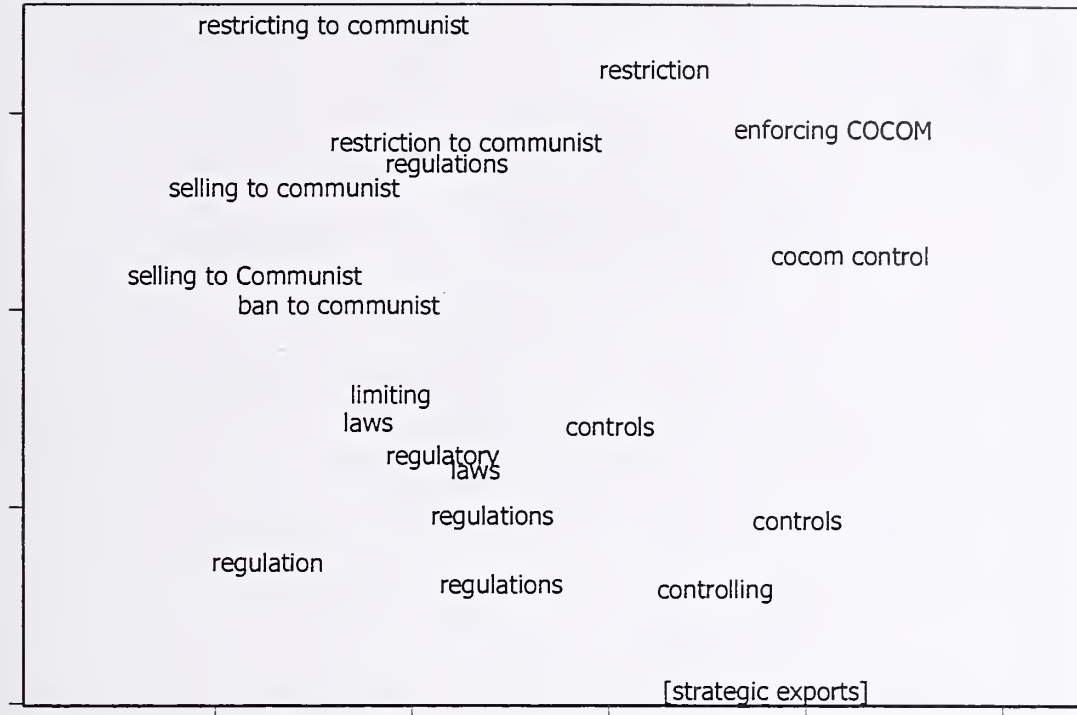 restricting to communist
restriction
enforcing COCOM
restriction to communist
regulations
selling to communist
cocom control
selling to Communist
ban to communist
limiting
laws
controls
regulatory
laws
regulations
controls
regulation
regulations
controlling
[strategic exports]